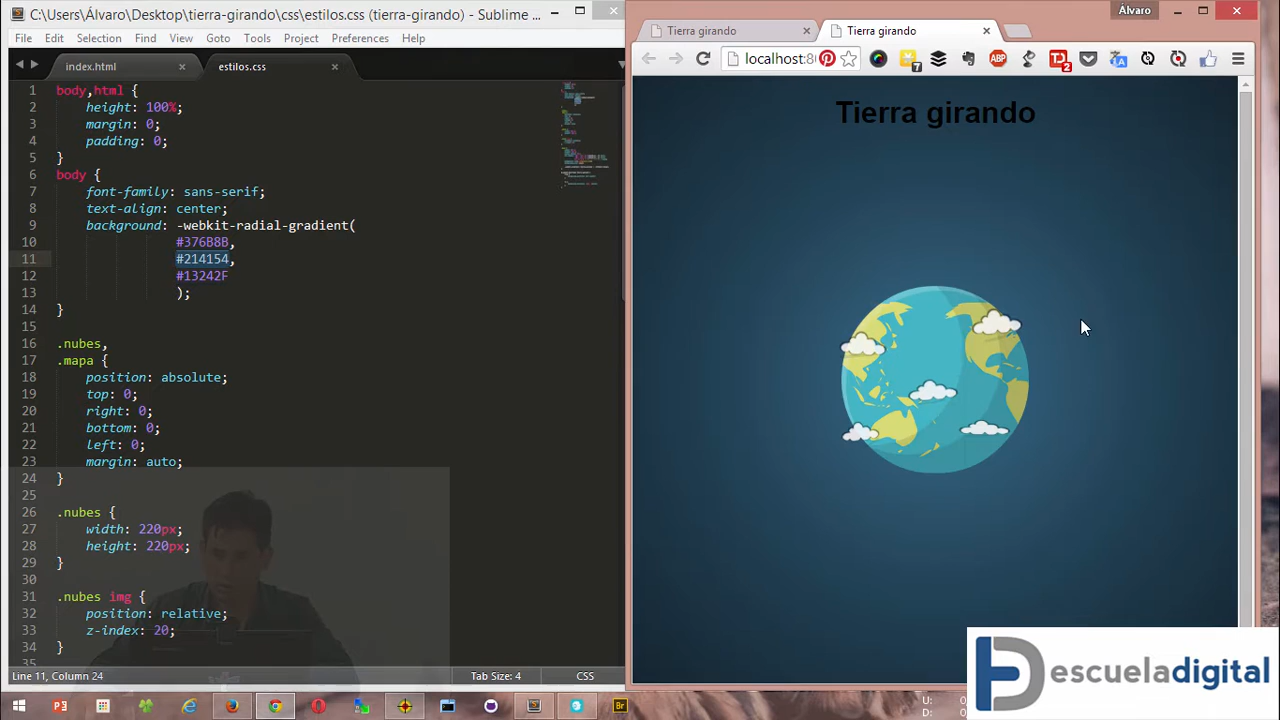 C:\Users\Álvaro\Desktop\tierra-girando\css\estilos.css (tierra-girando) - Sublime ...
File Edit Selection Find View Goto Tools Project Preferences Help
index.html estilos.css
1 body,html {
2 height: 100%;
3 margin: 0;
4 padding: 0;
5 }
6 body {
7 font-family: sans-serif;
8 text-align: center;
9 background: -webkit-radial-gradient(
10 #376B8B,
11 #214154,
12 #13242F
13 );
14 }
15
16 .nubes,
17 .mapa {
18 position: absolute;
19 top: 0;
20 right: 0;
21 bottom: 0;
22 left: 0;
23 margin: auto;
24 }
25
26 .nubes {
27 width: 220px;
28 height: 220px;
29 }
30
31 .nubes img {
32 position: relative;
33 z-index: 20;
34 }
35
Line 11, Column 24 Tab Size: 4 CSS
Álvaro
Tierra girando Tierra girando
localhost:8
7 ABP 2
Tierra girando
escueladigital
Br
U: 
D: